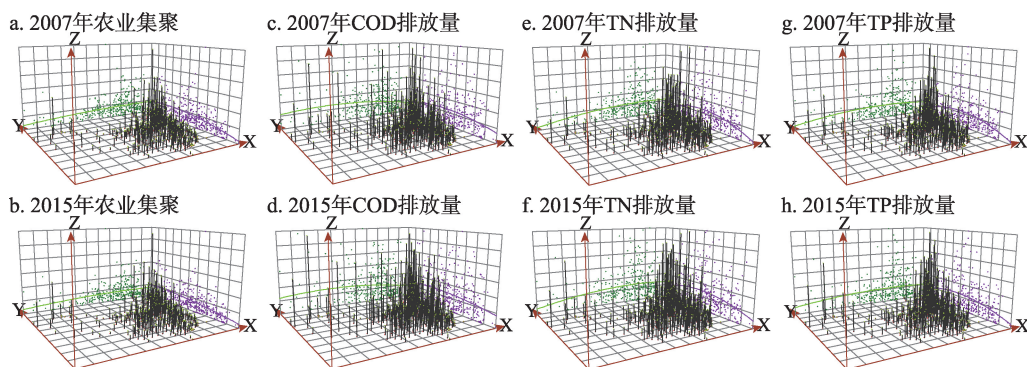 a. 2007年农业集聚
Z
Y
X
c. 2007年COD排放量
Z
Y
X
e. 2007年TN排放量
Z
Y
X
g. 2007年TP排放量
Z
Y
X
b. 2015年农业集聚
Z
Y
X
d. 2015年COD排放量
Z
Y
X
f. 2015年TN排放量
Z
Y
X
h. 2015年TP排放量
Z
Y
X